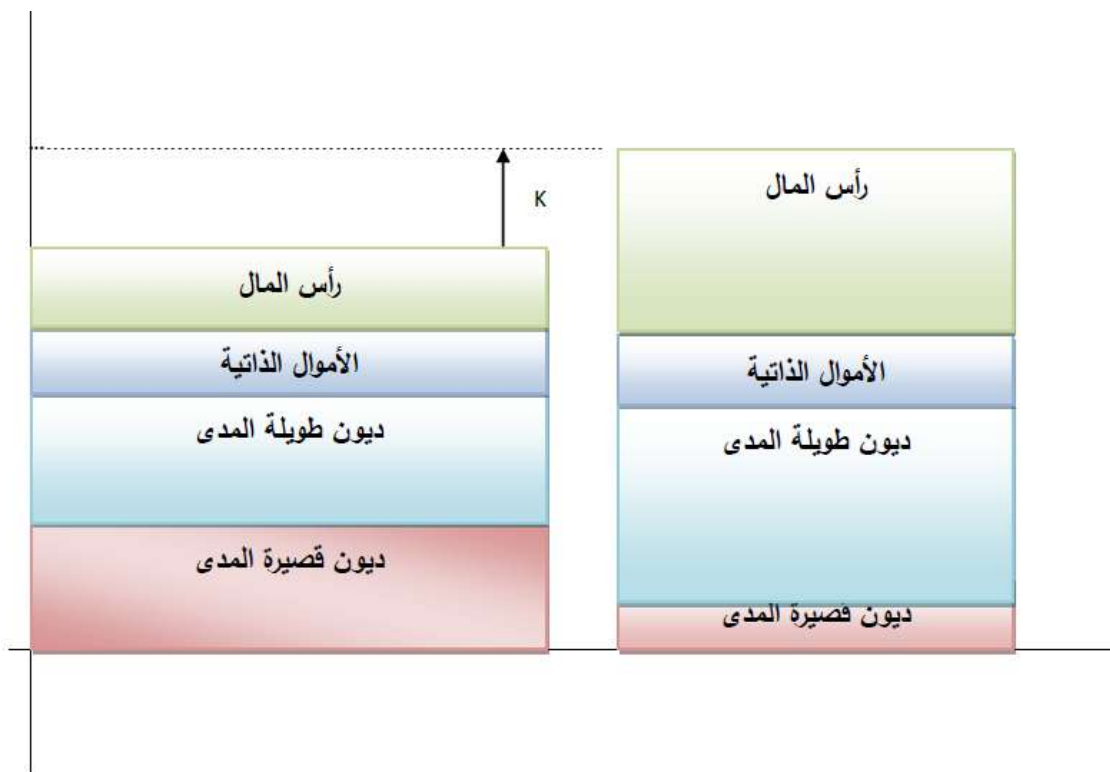 رأس المال
K
رأس المال
الأموال الذاتية
الأموال الذاتية
ديون طويلة المدى
ديون طويلة المدى
ديون قصيرة المدى
ديون قصيرة المدى